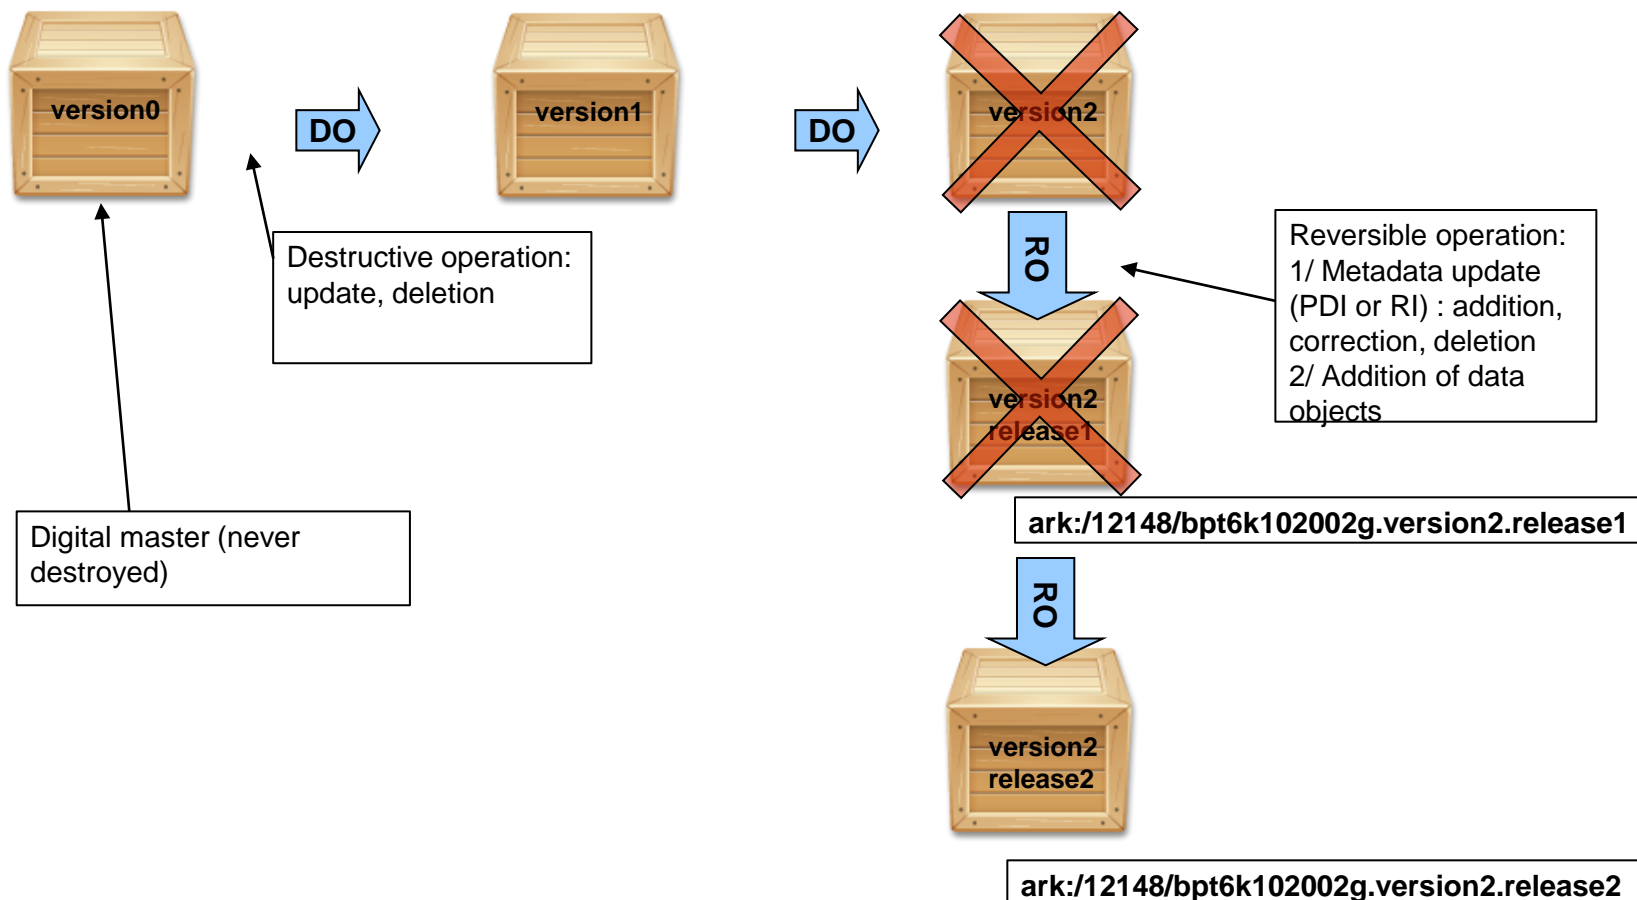 version0
DO
version1
DO
version2
Destructive operation:
update, deletion
RO
Reversible operation:
1/ Metadata update
(PDI or RI) : addition,
correction, deletion
2/ Addition of data
objects
version2
release1
ark:/12148/bpt6k102002g.version2.release1
Digital master (never
destroyed)
RO
version2
release2
ark:/12148/bpt6k102002g.version2.release2